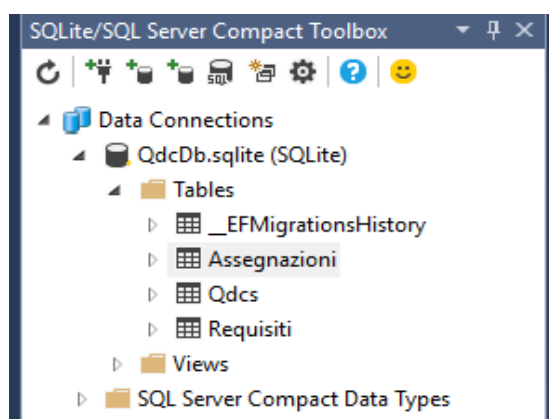 SQLite/SQL Server Compact Toolbox
SQL
?
Data Connections
QdcDb.sqlite (SQLite)
Tables
__EFMigrationsHistory
Assegnazioni
Qdcs
Requisiti
Views
SQL Server Compact Data Types